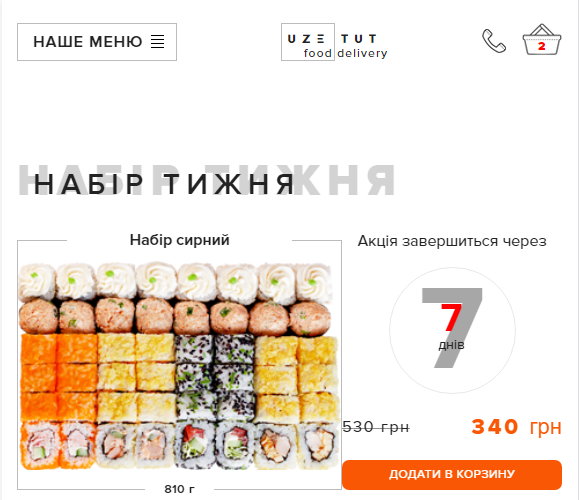 НАШЕ МЕНЮ
UZE TUT
food delivery
2
НАБІР ТИЖНЯ
НАБІР ТИЖНЯ
Набір сирний
Акція завершиться через
7
7
днів
530 грн
340 грн
ДОДАТИ В КОРЗИНУ
810 г